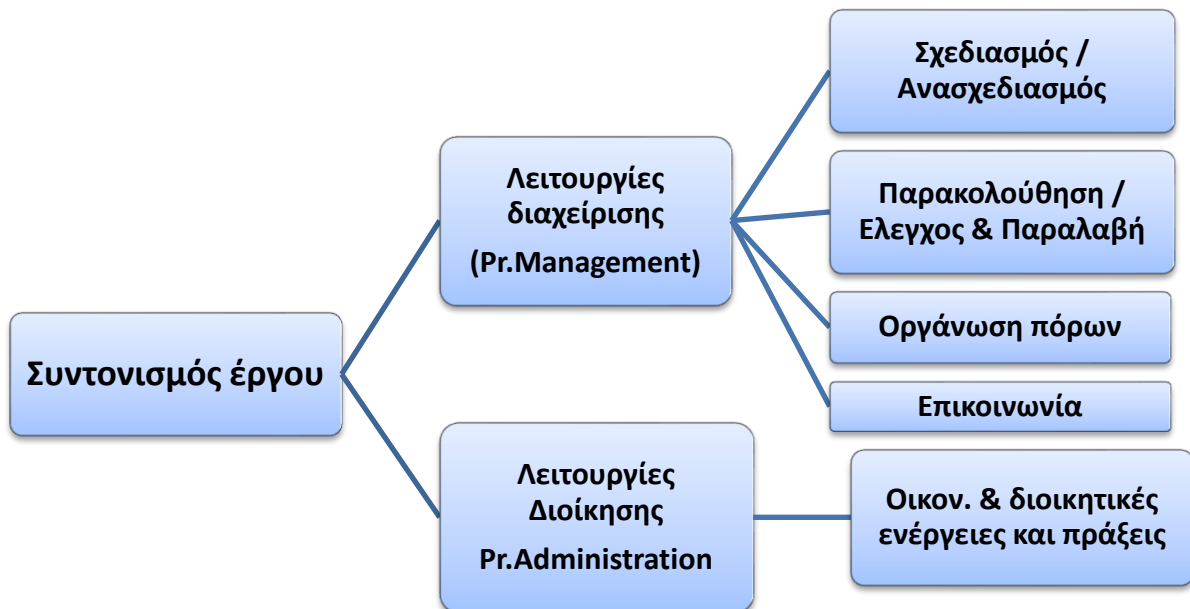 Συντονισμός έργου
Λειτουργίες
διαχείρισης
(Pr.Management)
Σχεδιασμός /
Ανασχεδιασμός
Παρακολούθηση /
Ελεγχος & Παραλαβή
Οργάνωση πόρων
Επικοινωνία
Λειτουργίες
Διοίκησης
Pr.Administration
Οικον. & διοικητικές
ενέργειες και πράξεις